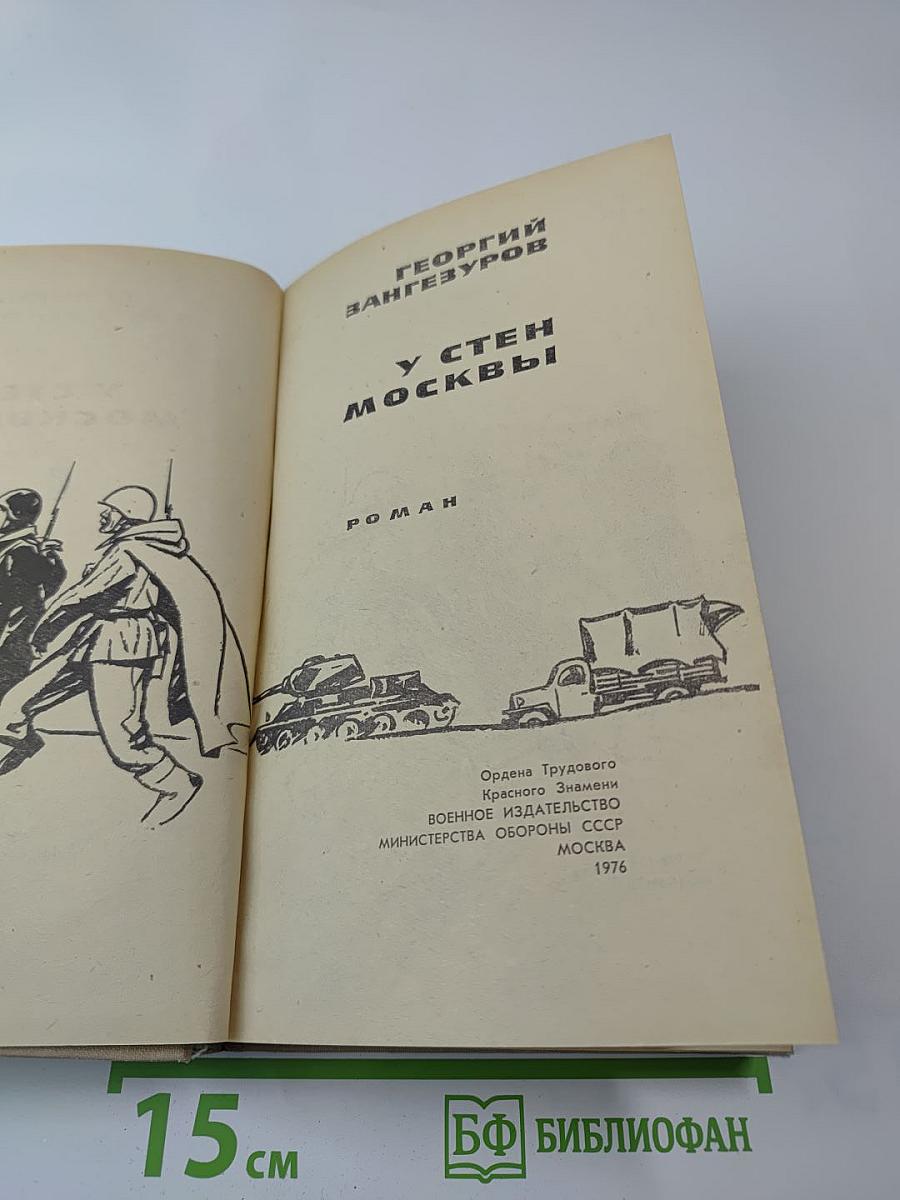 ГЕОРГИЙ
ЗАНГЕЗУРОВ
У СТЕН
МОСКВЫ
РОМАН
Ордена Трудового
Красного Знамени
ВОЕННОЕ ИЗДАТЕЛЬСТВО
МИНИСТЕРСТВА ОБОРОНЫ СССР
МОСКВА
1976
15 см
БФ БИБЛИОФАН